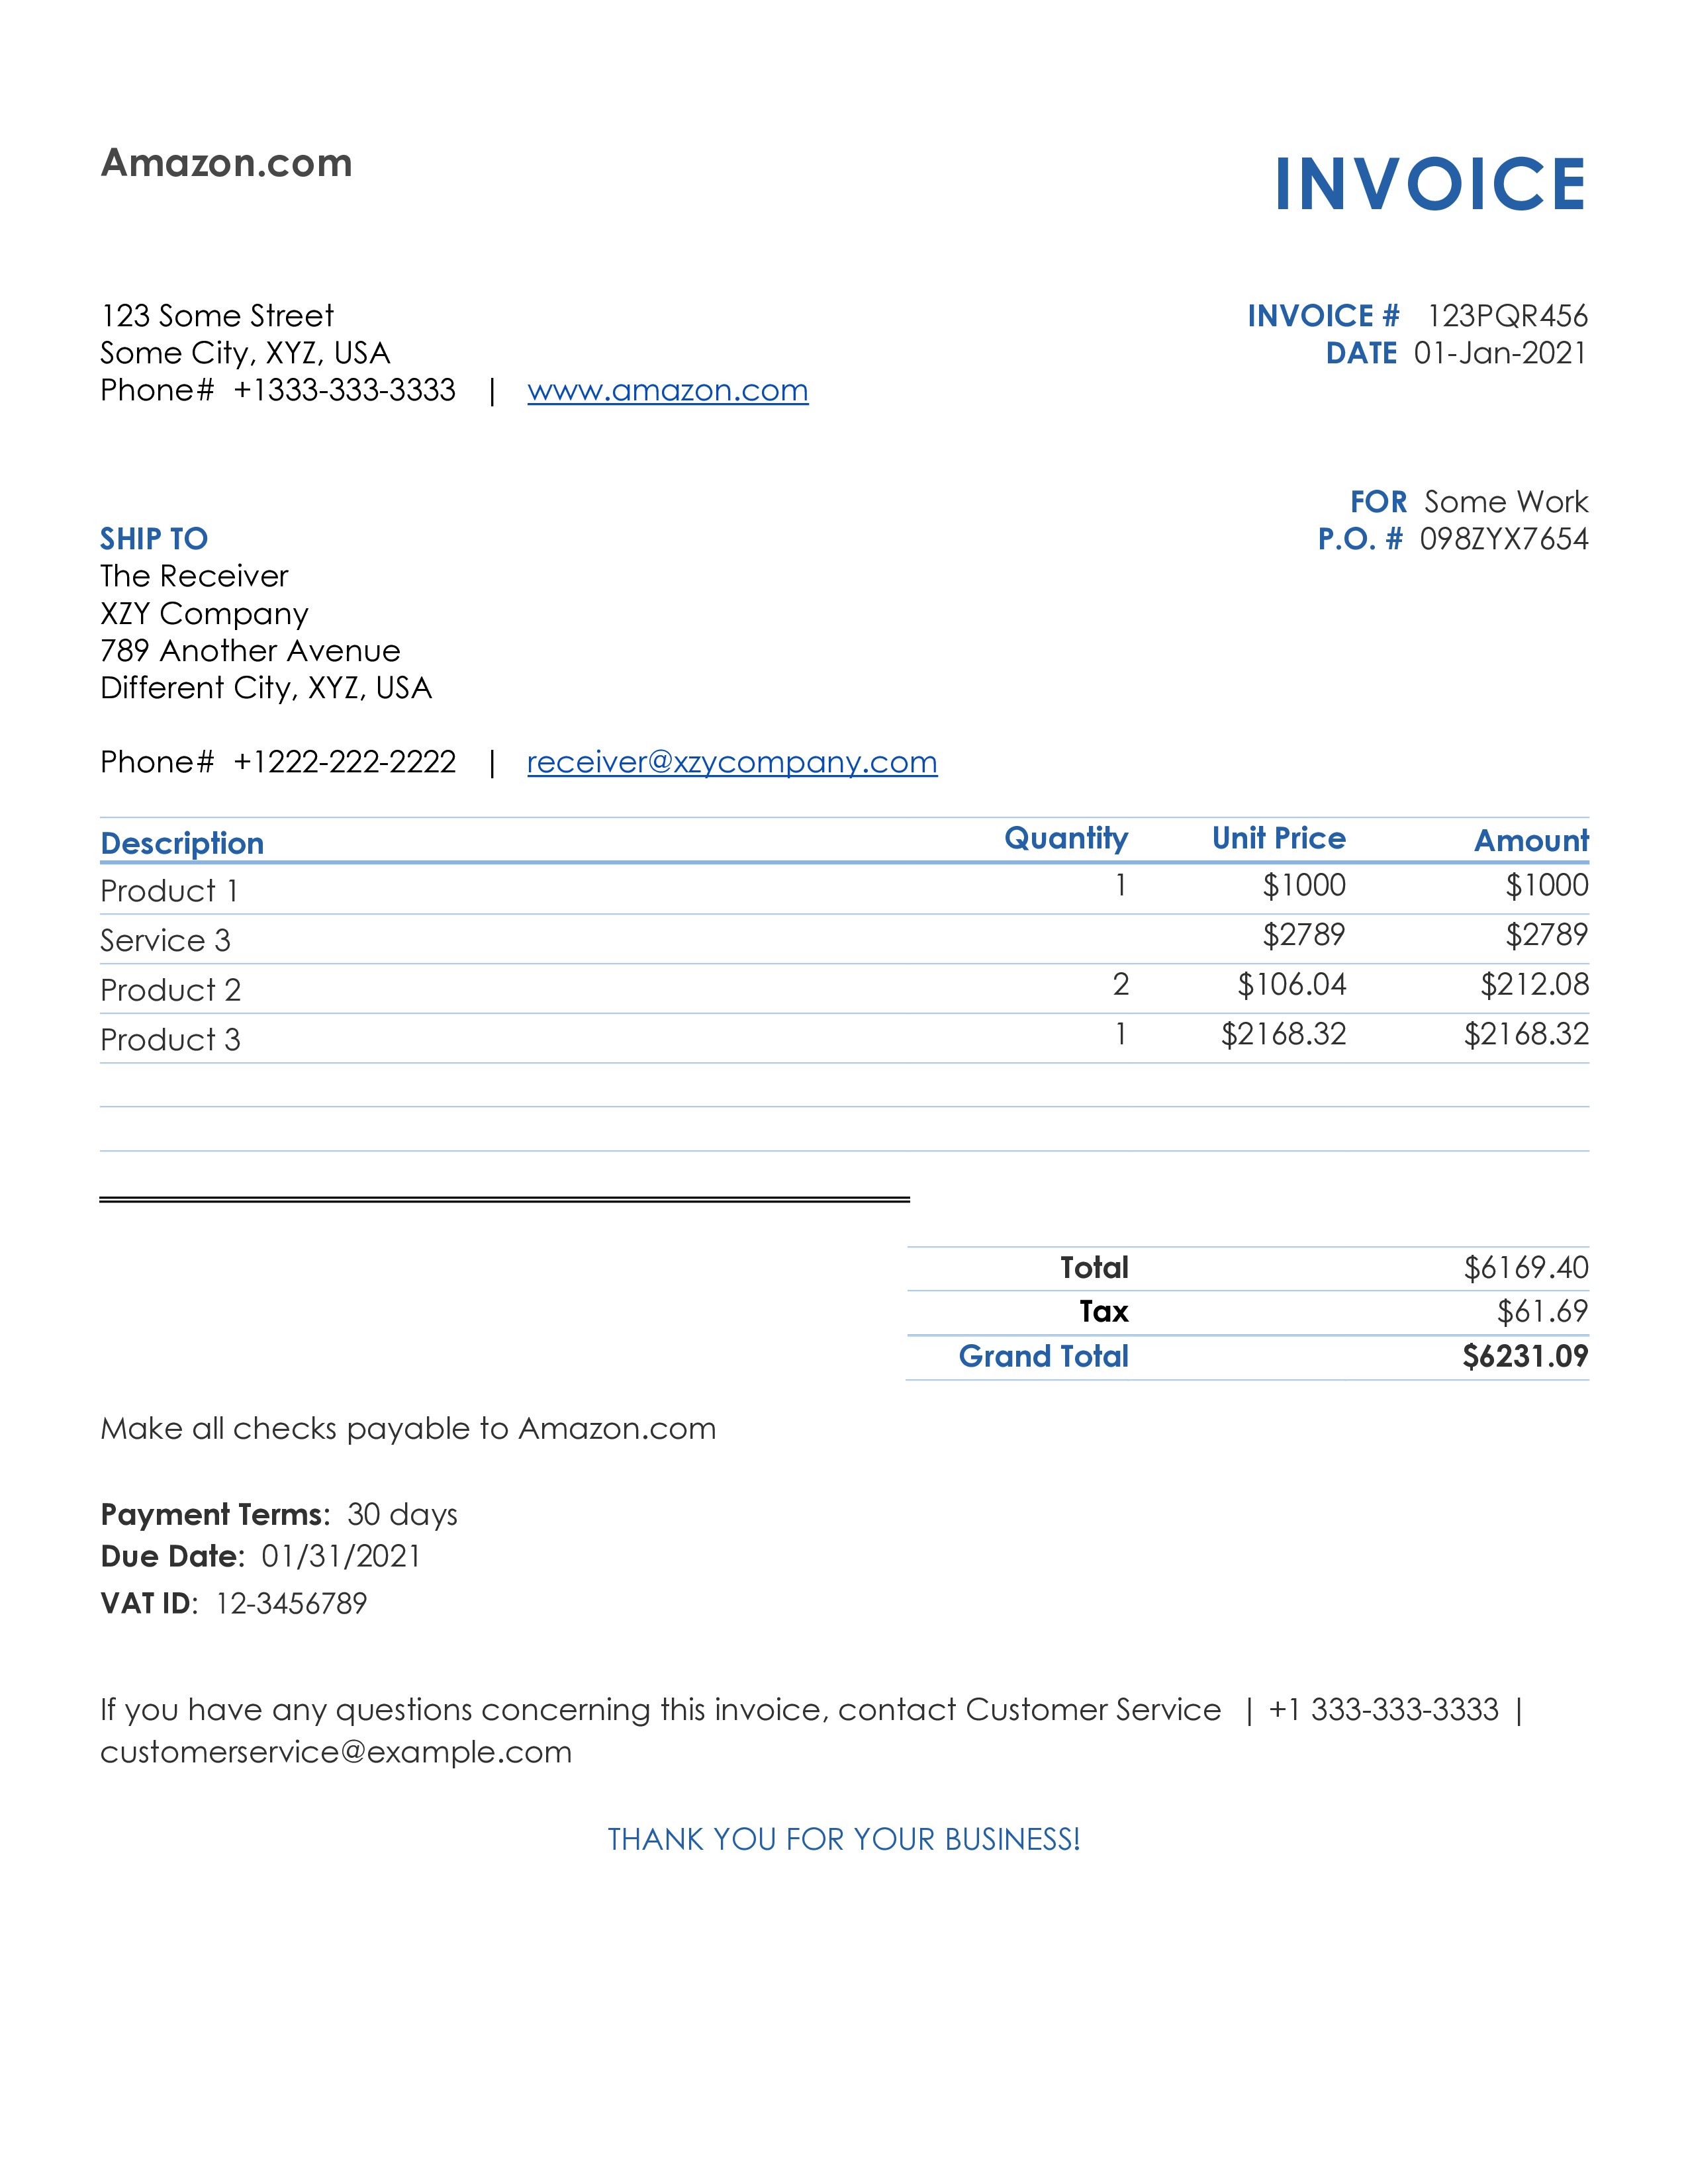 Amazon.com
INVOICE
123 Some Street
Some City, XYZ, USA
Phone# +1333-333-3333 | www.amazon.com
INVOICE # 123PQR456
DATE 01-Jan-2021
FOR Some Work
P.O. # 098ZYX7654
SHIP TO
The Receiver
XZY Company
789 Another Avenue
Different City, XYZ, USA
Phone# +1222-222-2222 | receiver@xzycompany.com
Description Quantity Unit Price Amount
Product 1 1 $1000 $1000
Service 3 $2789 $2789
Product 2 2 $106.04 $212.08
Product 3 1 $2168.32 $2168.32
Total $6169.40
Tax $61.69
Grand Total $6231.09
Make all checks payable to Amazon.com
Payment Terms: 30 days
Due Date: 01/31/2021
VAT ID: 12-3456789
If you have any questions concerning this invoice, contact Customer Service | +1 333-333-3333 |
customerservice@example.com
THANK YOU FOR YOUR BUSINESS!